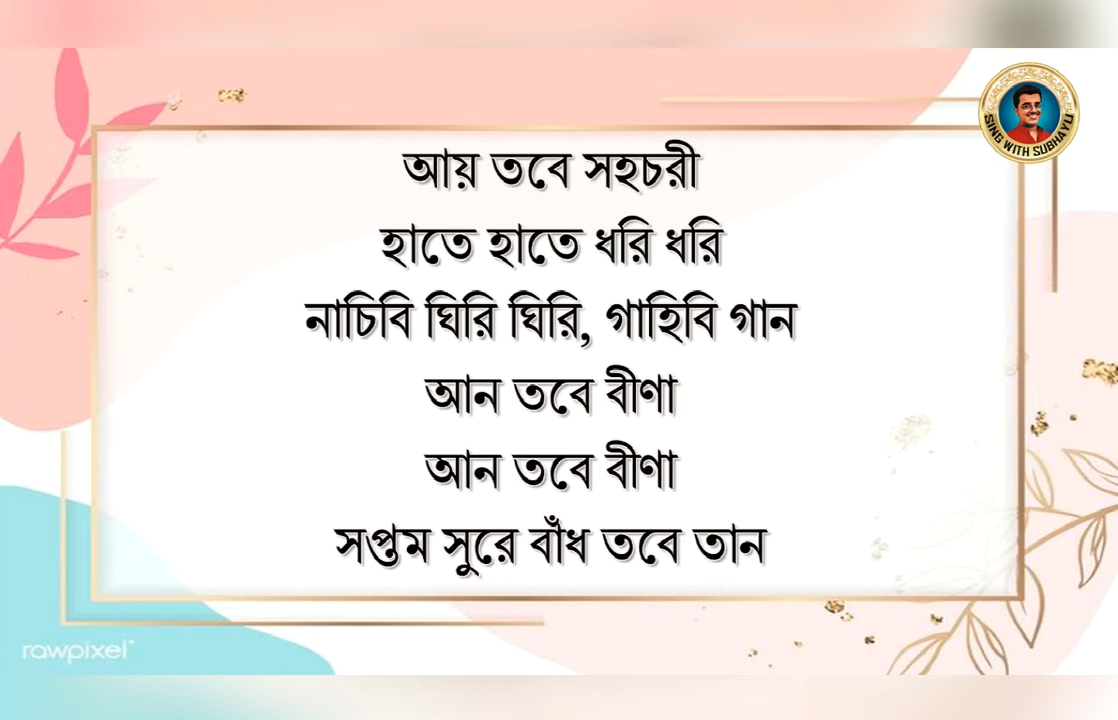 SING WITH SUBHAYU
আয় তবে সহচরী
হাতে হাতে ধরি ধরি
নাচিবি ঘিরি ঘিরি, গাহিবি গান
আন তবে বীণা
আন তবে বীণা
সপ্তম সুরে বাঁধ তবে তান
rawpixel